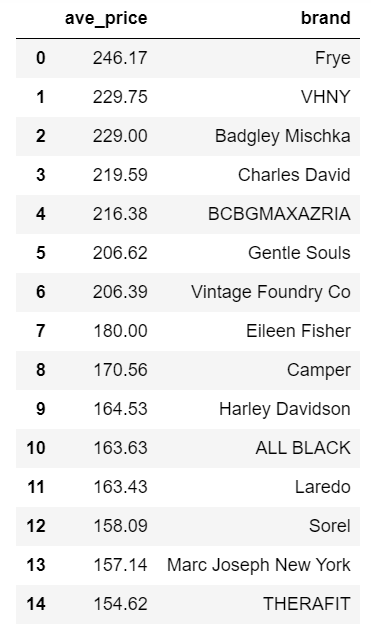 ave_price brand
0 246.17 Frye
1 229.75 VHNY
2 229.00 Badgley Mischka
3 219.59 Charles David
4 216.38 BCBGMAXAZRIA
5 206.62 Gentle Souls
6 206.39 Vintage Foundry Co
7 180.00 Eileen Fisher
8 170.56 Camper
9 164.53 Harley Davidson
10 163.63 ALL BLACK
11 163.43 Laredo
12 158.09 Sorel
13 157.14 Marc Joseph New York
14 154.62 THERAFIT